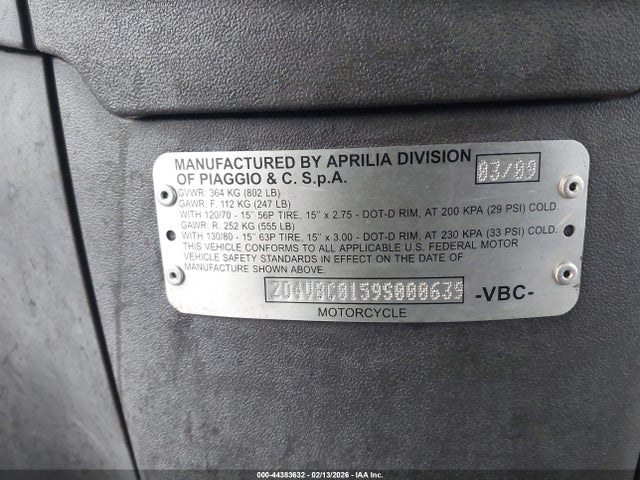 MANUFACTURED BY APRILIA DIVISION
OF PIAGGIO & C. S.p.A.
03/09
GVWR: 364 KG (802 LB)
GAWR: F. 112 KG (247 LB)
WITH 120/70 - 15" 56P TIRE, 15" x 2.75 - DOT-D RIM, AT 200 KPA (29 PSI) COLD.
GAWR: R. 252 KG (555 LB)
WITH 130/80 - 15" 63P TIRE, 15" x 3.00 - DOT-D RIM, AT 230 KPA (33 PSI) COLD.
THIS VEHICLE CONFORMS TO ALL APPLICABLE U.S. FEDERAL MOTOR
VEHICLE SAFETY STANDARDS IN EFFECT ON THE DATE OF
MANUFACTURE SHOWN ABOVE.
ZD4VBC0159S000639 -VBC-
MOTORCYCLE
000-44383632 - 02/13/2026 - IAA Inc.